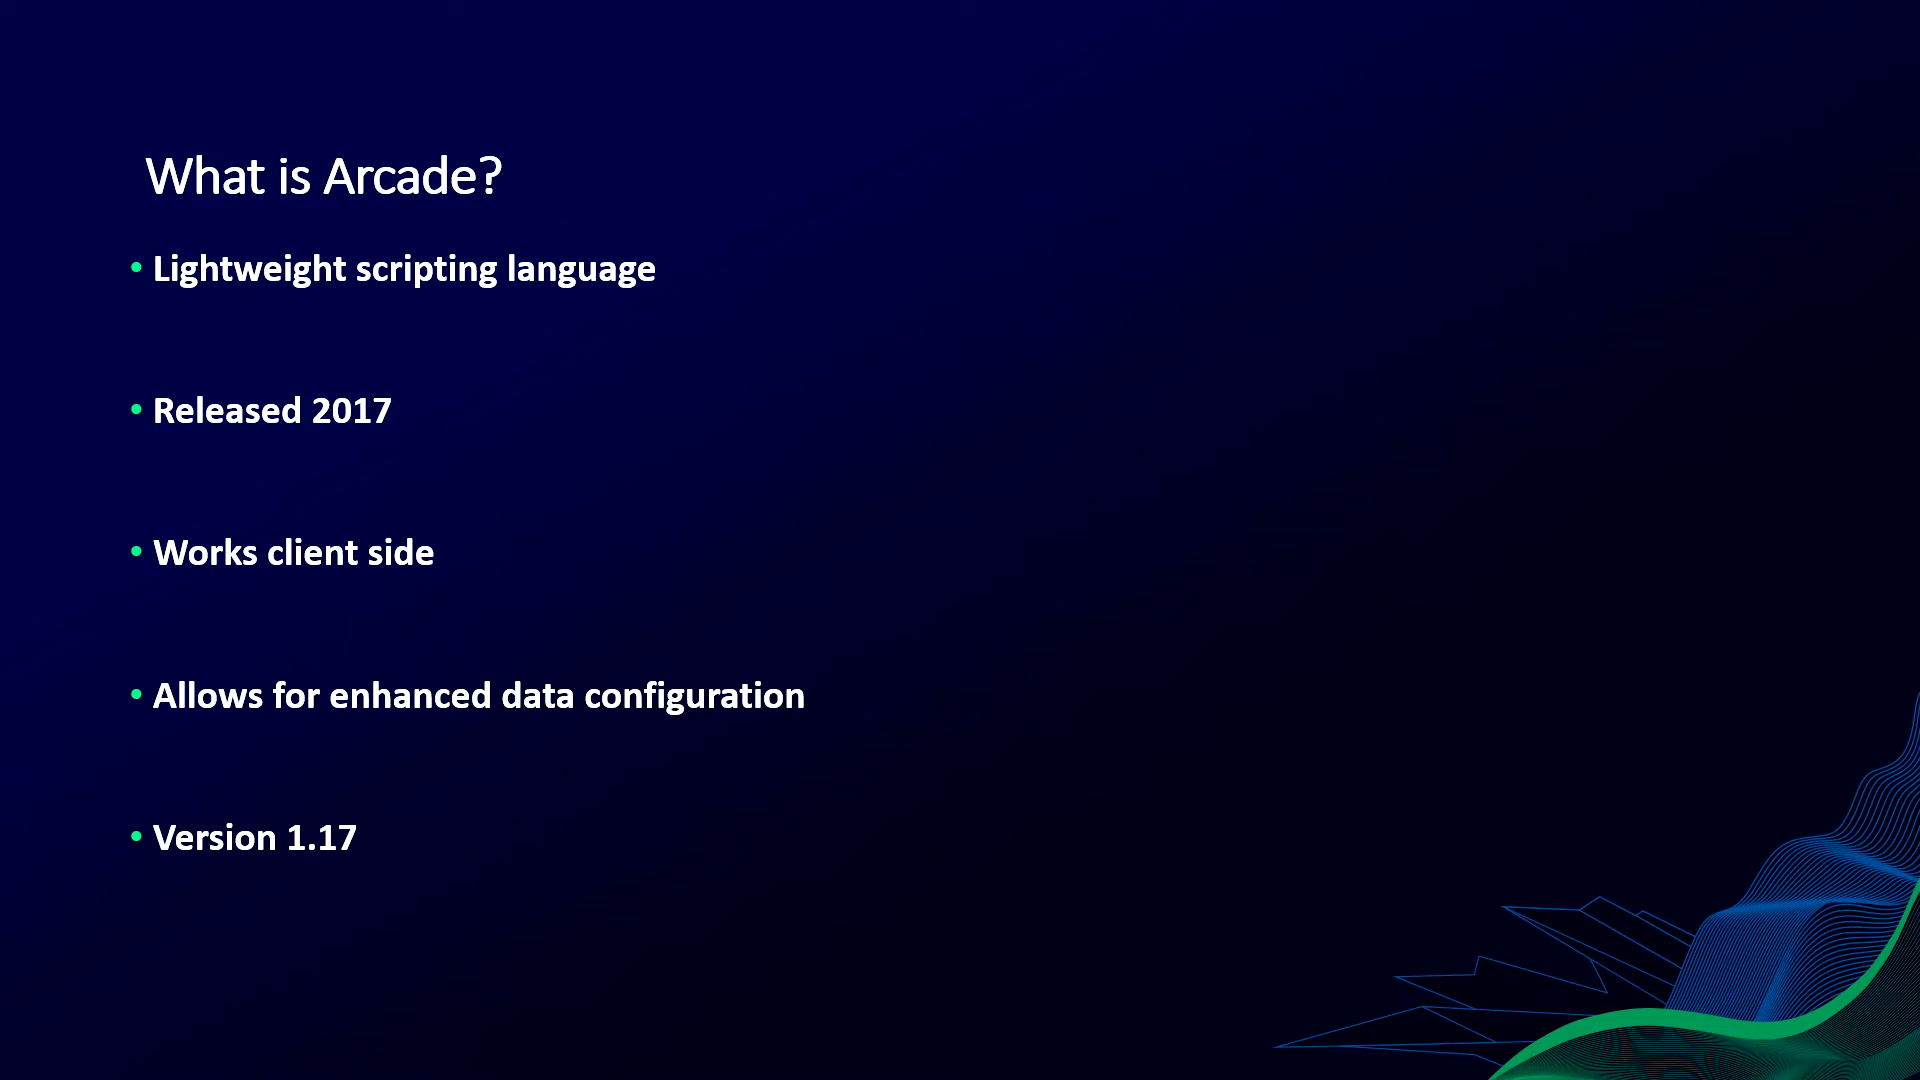 What is Arcade?
• Lightweight scripting language
• Released 2017
• Works client side
• Allows for enhanced data configuration
• Version 1.17